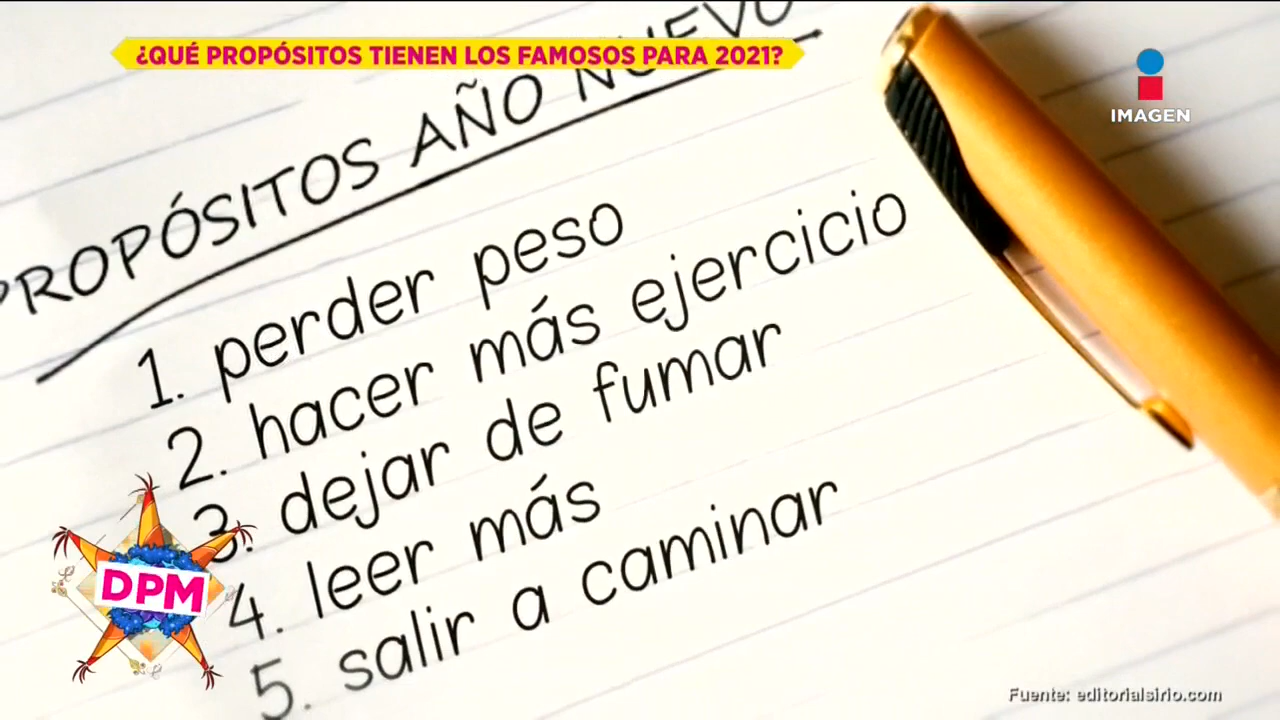 ¿QUÉ PROPÓSITOS TIENEN LOS FAMOSOS PARA 2021?
IMAGEN
PROPÓSITOS AÑO NUEVO
1. perder peso
2. hacer más ejercicio
3. dejar de fumar
4. leer más
5. salir a caminar
DPM
Fuente: editorialsirio.com